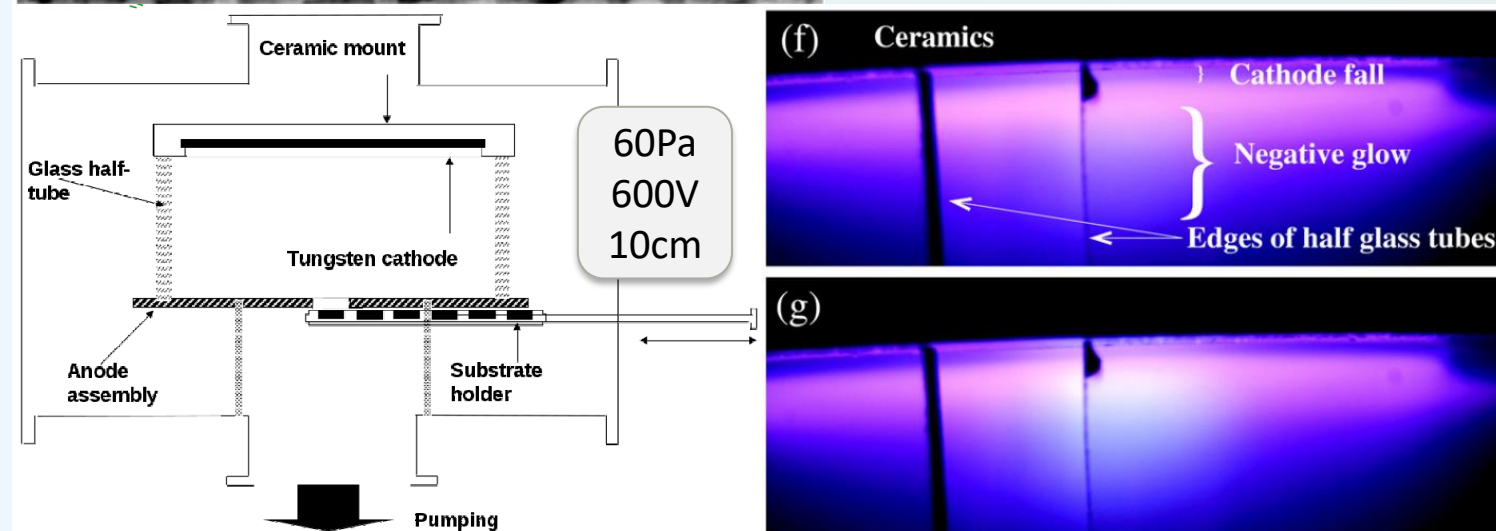 Ceramic mount
Glass half-
tube
Tungsten cathode
Anode
assembly
Substrate
holder
Pumping
60Pa
600V
10cm
(f)
Ceramics
} Cathode fall
} Negative glow
Edges of half glass tubes
(g)